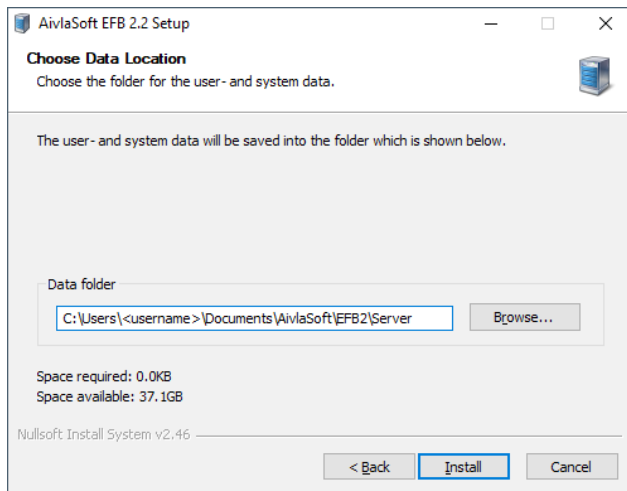 AivlaSoft EFB 2.2 Setup
Choose Data Location
Choose the folder for the user- and system data.
The user- and system data will be saved into the folder which is shown below.
Data folder
C:\Users\<username>\Documents\AivlaSoft\EFB2\Server
Browse...
Space required: 0.0KB
Space available: 37.1GB
Nullsoft Install System v2.46
< Back
Install
Cancel